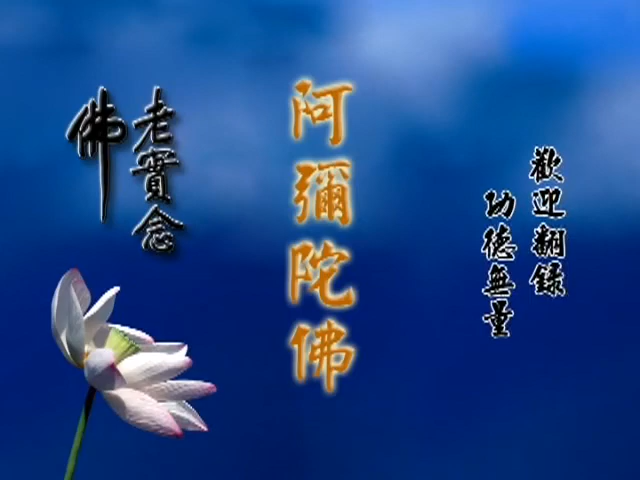 歡迎翻錄
功德無量
阿彌陀佛
老實念
佛